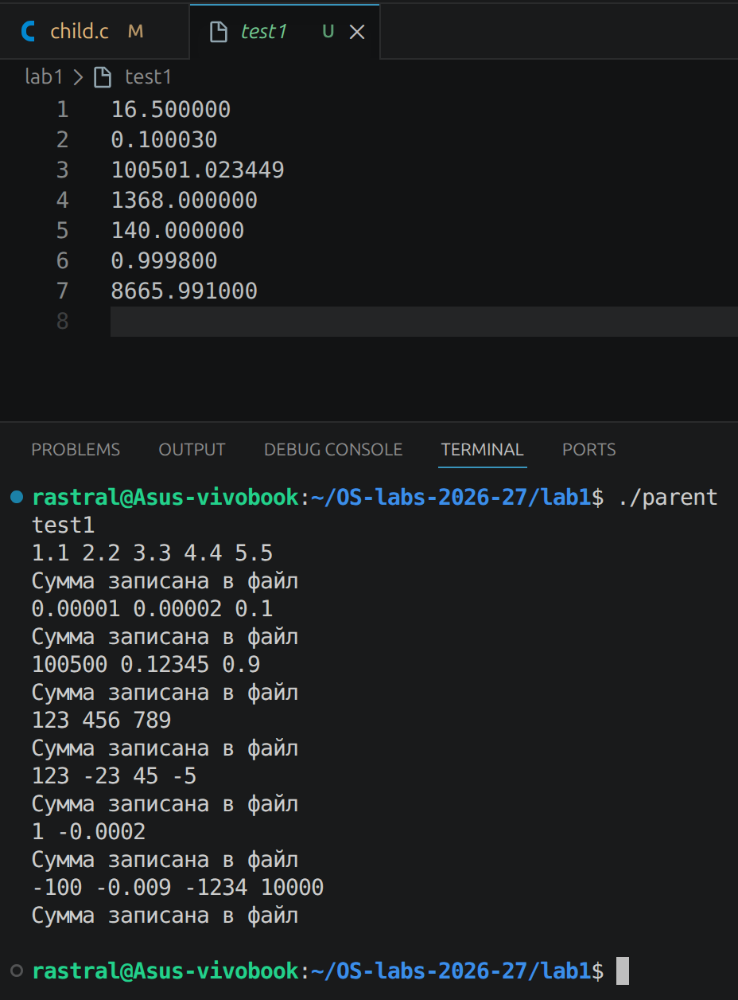 child.c M test1 U
lab1 > test1
1 16.500000
2 0.100030
3 100501.023449
4 1368.000000
5 140.000000
6 0.999800
7 8665.991000
8
PROBLEMS OUTPUT DEBUG CONSOLE TERMINAL PORTS
rastral@Asus-vivobook:~/OS-labs-2026-27/lab1$ ./parent
test1
1.1 2.2 3.3 4.4 5.5
Сумма записана в файл
0.00001 0.00002 0.1
Сумма записана в файл
100500 0.12345 0.9
Сумма записана в файл
123 456 789
Сумма записана в файл
123 -23 45 -5
Сумма записана в файл
1 -0.0002
Сумма записана в файл
-100 -0.009 -1234 10000
Сумма записана в файл
rastral@Asus-vivobook:~/OS-labs-2026-27/lab1$